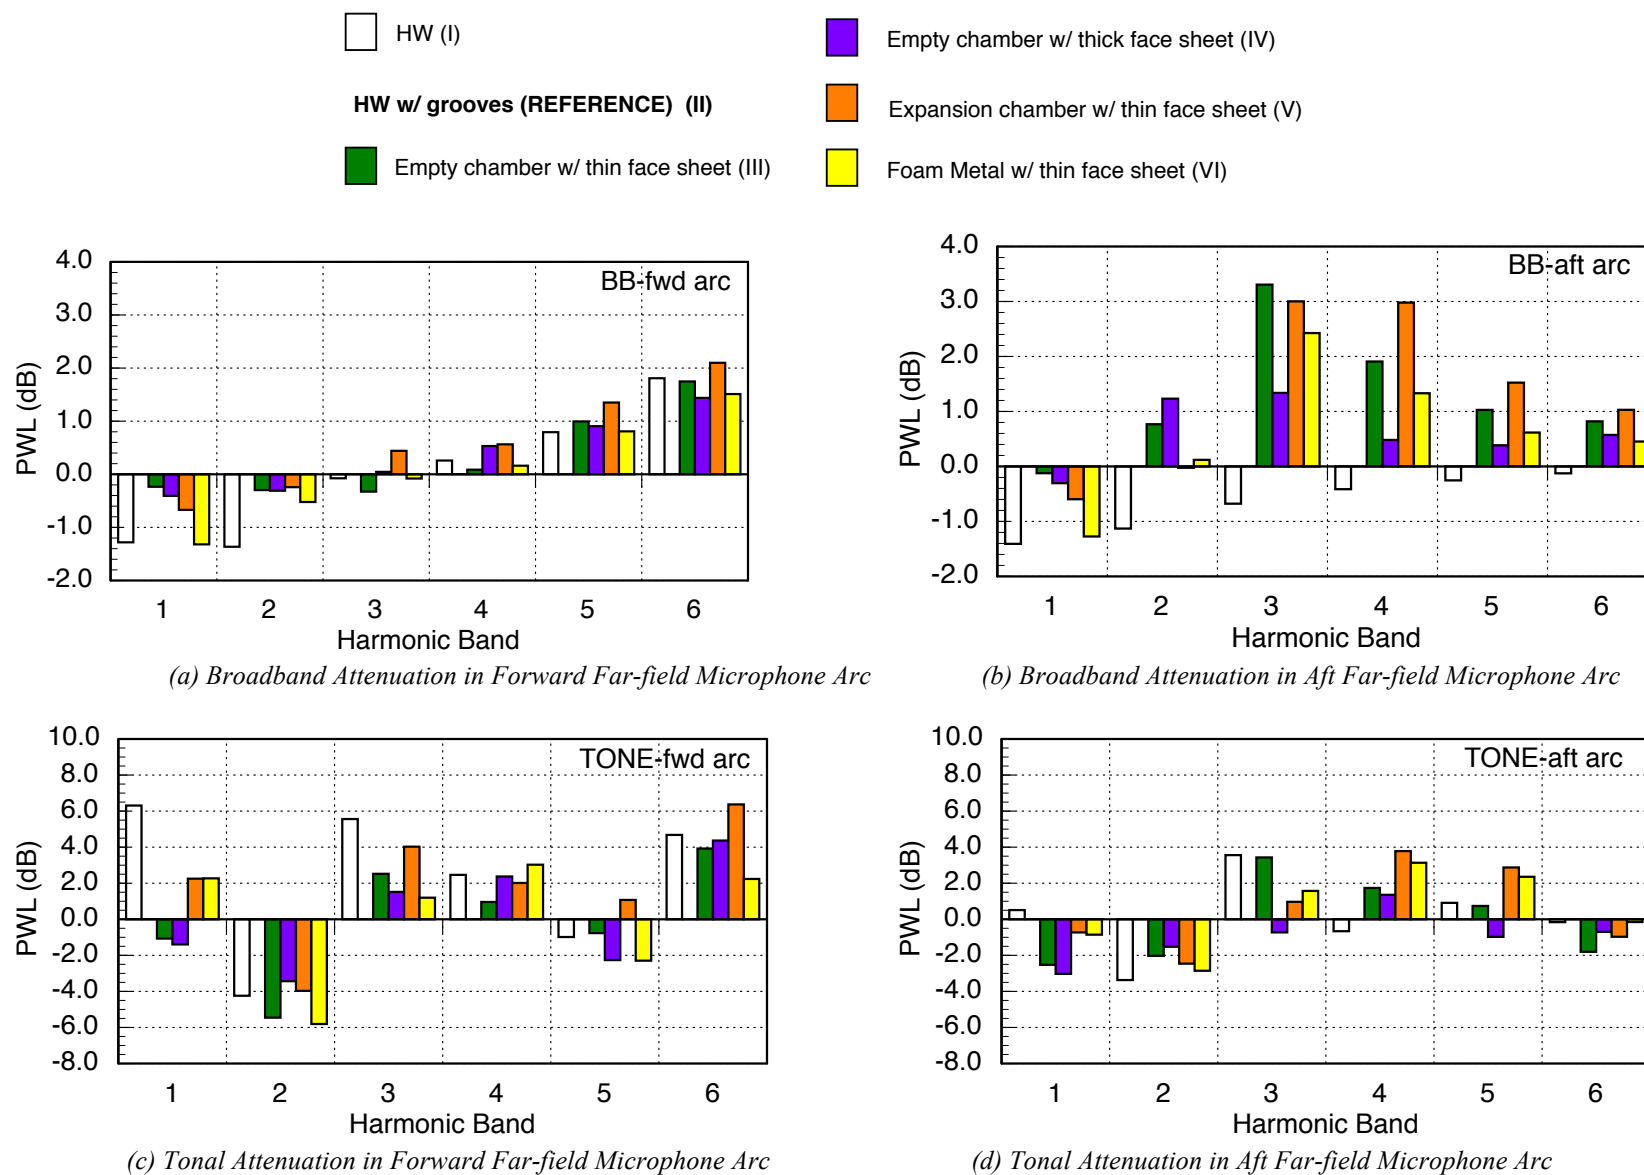 HW (I)
HW w/ grooves (REFERENCE) (II)
Empty chamber w/ thin face sheet (III)
Empty chamber w/ thick face sheet (IV)
Expansion chamber w/ thin face sheet (V)
Foam Metal w/ thin face sheet (VI)
BB-fwd arc
PWL (dB)
4.0
3.0
2.0
1.0
0.0
-1.0
-2.0
1 2 3 4 5 6
Harmonic Band
(a) Broadband Attenuation in Forward Far-field Microphone Arc
BB-aft arc
PWL (dB)
4.0
3.0
2.0
1.0
0.0
-1.0
-2.0
1 2 3 4 5 6
Harmonic Band
(b) Broadband Attenuation in Aft Far-field Microphone Arc
TONE-fwd arc
PWL (dB)
10.0
8.0
6.0
4.0
2.0
0.0
-2.0
-4.0
-6.0
-8.0
1 2 3 4 5 6
Harmonic Band
(c) Tonal Attenuation in Forward Far-field Microphone Arc
TONE-aft arc
PWL (dB)
10.0
8.0
6.0
4.0
2.0
0.0
-2.0
-4.0
-6.0
-8.0
1 2 3 4 5 6
Harmonic Band
(d) Tonal Attenuation in Aft Far-field Microphone Arc